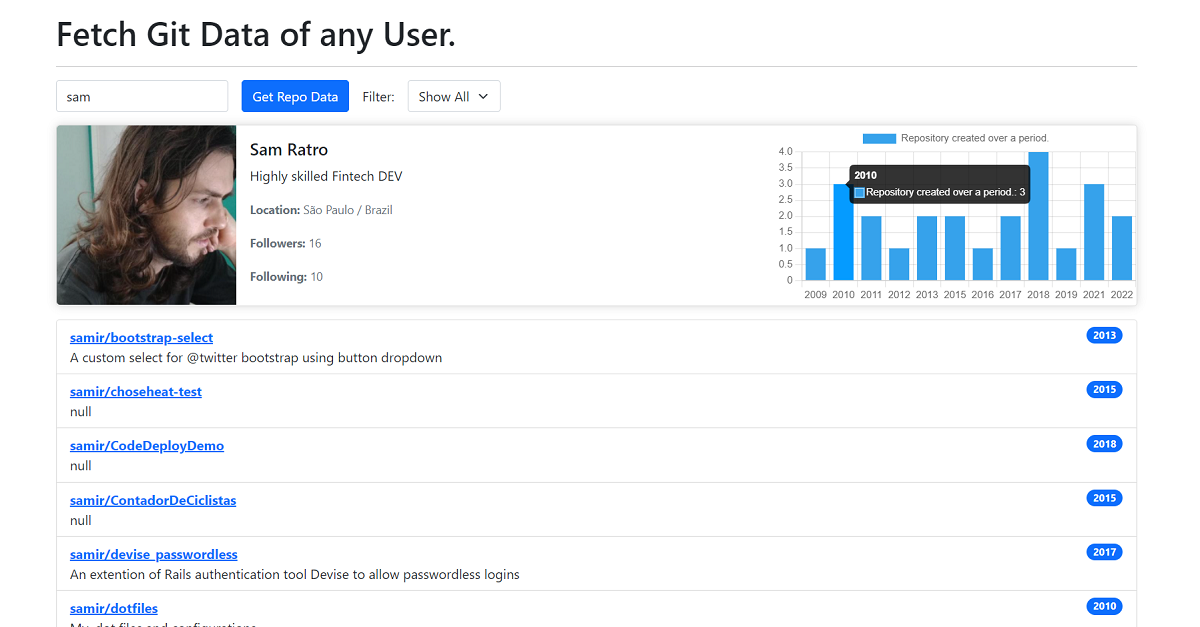 Fetch Git Data of any User.
sam
Get Repo Data
Filter:
Show All
Sam Ratro
Highly skilled Fintech DEV
Location: São Paulo / Brazil
Followers: 16
Following: 10
Repository created over a period.
4.0
3.5
3.0
2.5
2.0
1.5
1.0
0.5
0
2010
Repository created over a period.: 3
2009 2010 2011 2012 2013 2015 2016 2017 2018 2019 2021 2022
samir/bootstrap-select 2013
A custom select for @twitter bootstrap using button dropdown
samir/choseheat-test 2015
null
samir/CodeDeployDemo 2018
null
samir/ContadorDeCiclistas 2015
null
samir/devise_passwordless 2017
An extention of Rails authentication tool Devise to allow passwordless logins
samir/dotfiles 2010
My .dot files and configurations